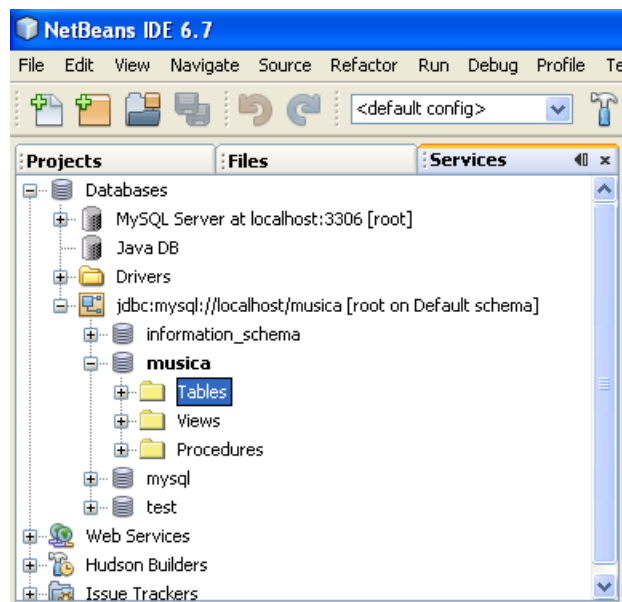 NetBeans IDE 6.7
File Edit View Navigate Source Refactor Run Debug Profile Te
<default config>
Projects Files Services
Databases
MySQL Server at localhost:3306 [root]
Java DB
Drivers
jdbc:mysql://localhost/musica [root on Default schema]
information_schema
musica
Tables
Views
Procedures
mysql
test
Web Services
Hudson Builders
Issue Trackers